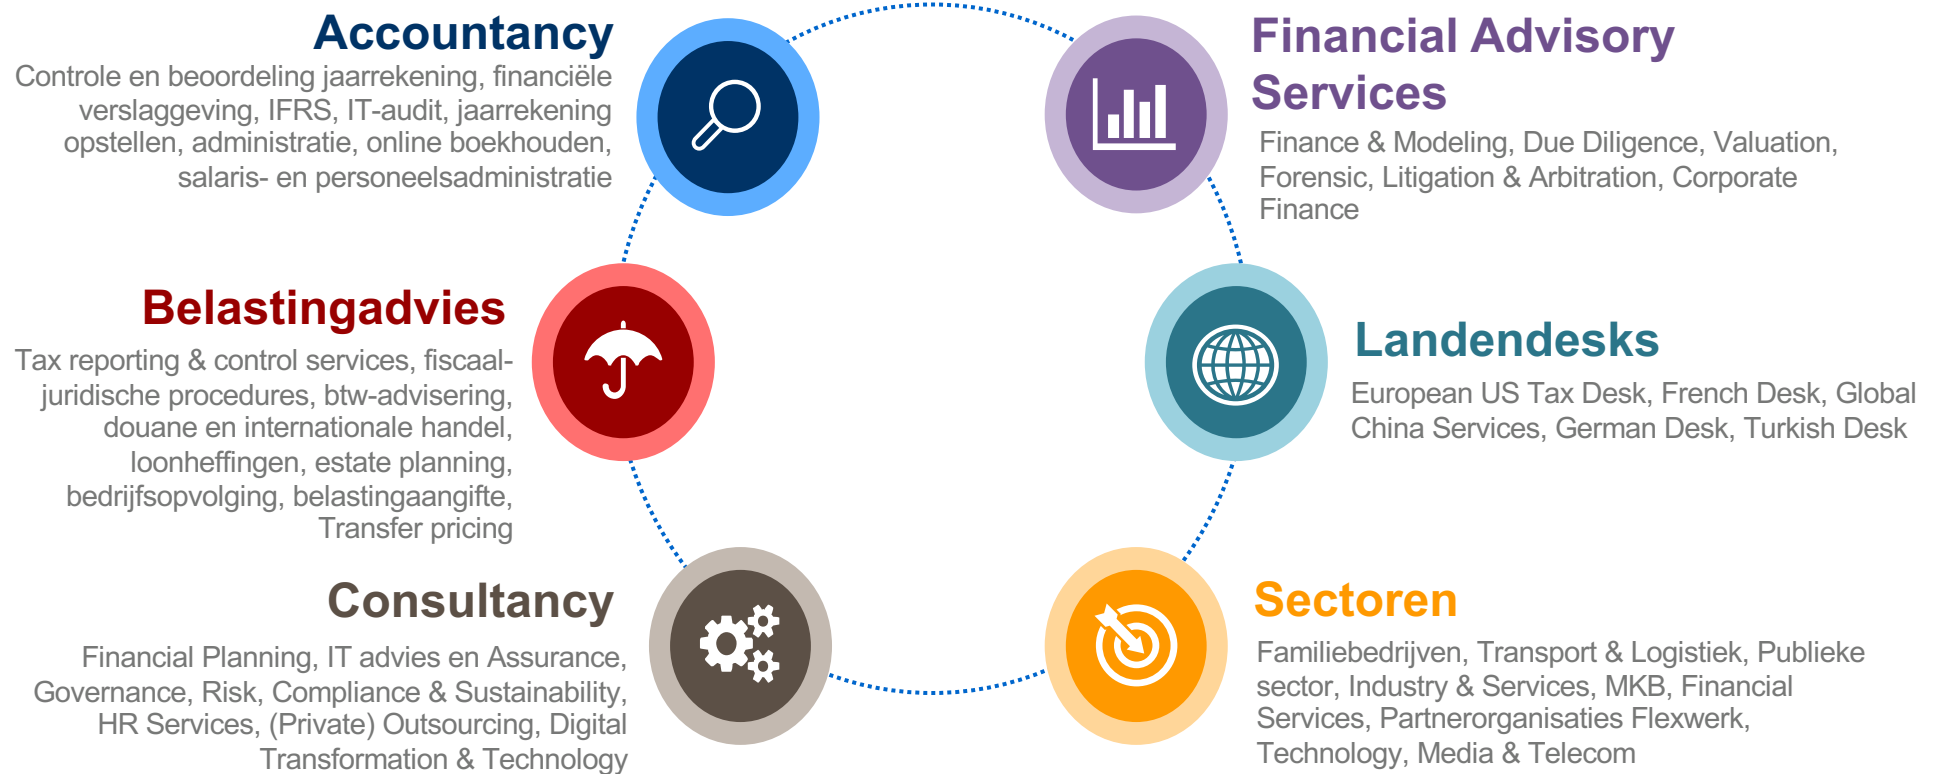 Accountancy
Controle en beoordeling jaarrekening, financiële
verslaggeving, IFRS, IT-audit, jaarrekening
opstellen, administratie, online boekhouden,
salaris- en personeelsadministratie
Belastingadvies
Tax reporting & control services, fiscaal-
juridische procedures, btw-advisering,
douane en internationale handel,
loonheffingen, estate planning,
bedrijfsopvolging, belastingaangifte,
Transfer pricing
Consultancy
Financial Planning, IT advies en Assurance,
Governance, Risk, Compliance & Sustainability,
HR Services, (Private) Outsourcing, Digital
Transformation & Technology
Financial Advisory
Services
Finance & Modeling, Due Diligence, Valuation,
Forensic, Litigation & Arbitration, Corporate
Finance
Landendesks
European US Tax Desk, French Desk, Global
China Services, German Desk, Turkish Desk
Sectoren
Familiebedrijven, Transport & Logistiek, Publieke
sector, Industry & Services, MKB, Financial
Services, Partnerorganisaties Flexwerk,
Technology, Media & Telecom